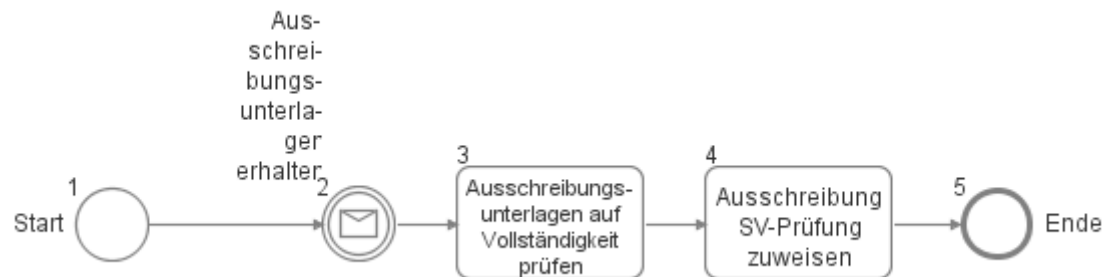 Aus-
schrei-
bungs-
unterla-
ger
erhalter
1
Start
2
3
Ausschreibungs-
unterlagen auf
Vollständigkeit
prüfen
4
Ausschreibung
SV-Prüfung
zuweisen
5
Ende